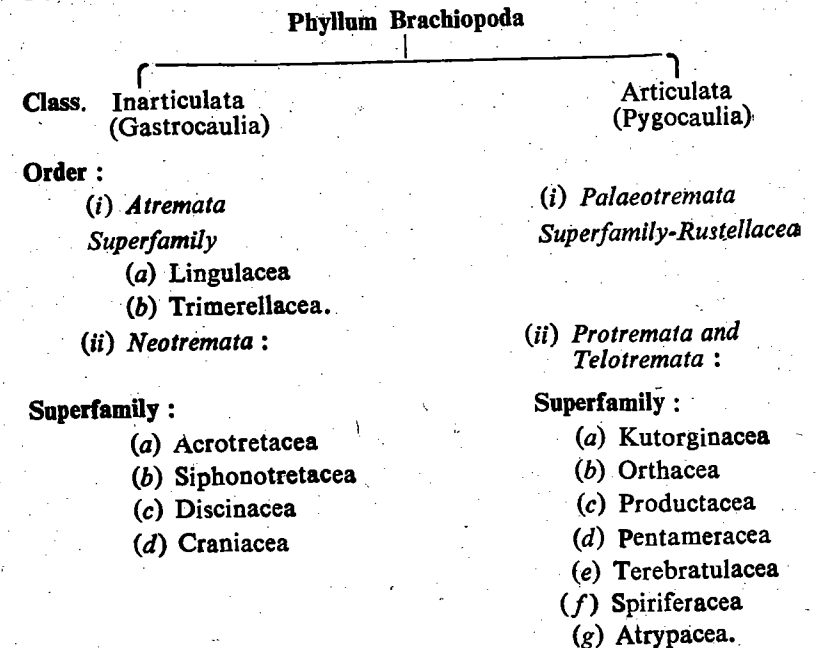 Phyllum Brachiopoda
Class. Inarticulata
(Gastrocaulia)
Articulata
(Pygocaulia)
Order :
(i) Atremata
Superfamily
(a) Lingulacea
(b) Trimerellacea.
(ii) Neotremata :
Superfamily :
(a) Acrotretacea
(b) Siphonotretacea
(c) Discinacea
(d) Craniacea
(i) Palaeotremata
Superfamily-Rustellacea
(ii) Protremata and
Telotremata :
Superfamily :
(a) Kutorginacea
(b) Orthacea
(c) Productacea
(d) Pentameracea
(e) Terebratulacea
(f) Spiriferacea
(g) Atrypacea.